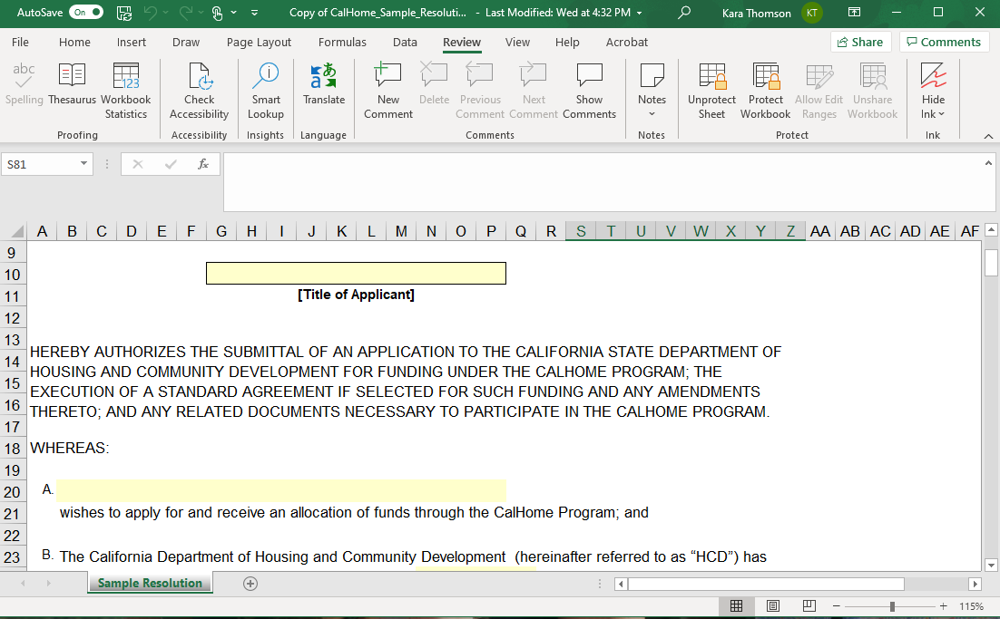 AutoSave On Copy of CalHome_Sample_Resoluti... - Last Modified: Wed at 4:32 PM Kara Thomson KT
File Home Insert Draw Page Layout Formulas Data Review View Help Acrobat Share Comments
abc 123 a あ
Spelling Thesaurus Workbook Statistics Check Accessibility Smart Lookup Translate New Comment Delete Previous Comment Next Comment Show Comments Notes Unprotect Sheet Protect Workbook Allow Edit Ranges Unshare Workbook Hide Ink
Proofing Accessibility Insights Language Comments Notes Protect Ink
S81 fx
A B C D E F G H I J K L M N O P Q R S T U V W X Y Z AA AB AC AD AE AF
9
10
11 [Title of Applicant]
12
13
HEREBY AUTHORIZES THE SUBMITTAL OF AN APPLICATION TO THE CALIFORNIA STATE DEPARTMENT OF
14 HOUSING AND COMMUNITY DEVELOPMENT FOR FUNDING UNDER THE CALHOME PROGRAM; THE
15 EXECUTION OF A STANDARD AGREEMENT IF SELECTED FOR SUCH FUNDING AND ANY AMENDMENTS
16 THERETO; AND ANY RELATED DOCUMENTS NECESSARY TO PARTICIPATE IN THE CALHOME PROGRAM.
17
18 WHEREAS:
19
20 A.
21 wishes to apply for and receive an allocation of funds through the CalHome Program; and
22
23 B. The California Department of Housing and Community Development (hereinafter referred to as “HCD”) has
Sample Resolution
115%